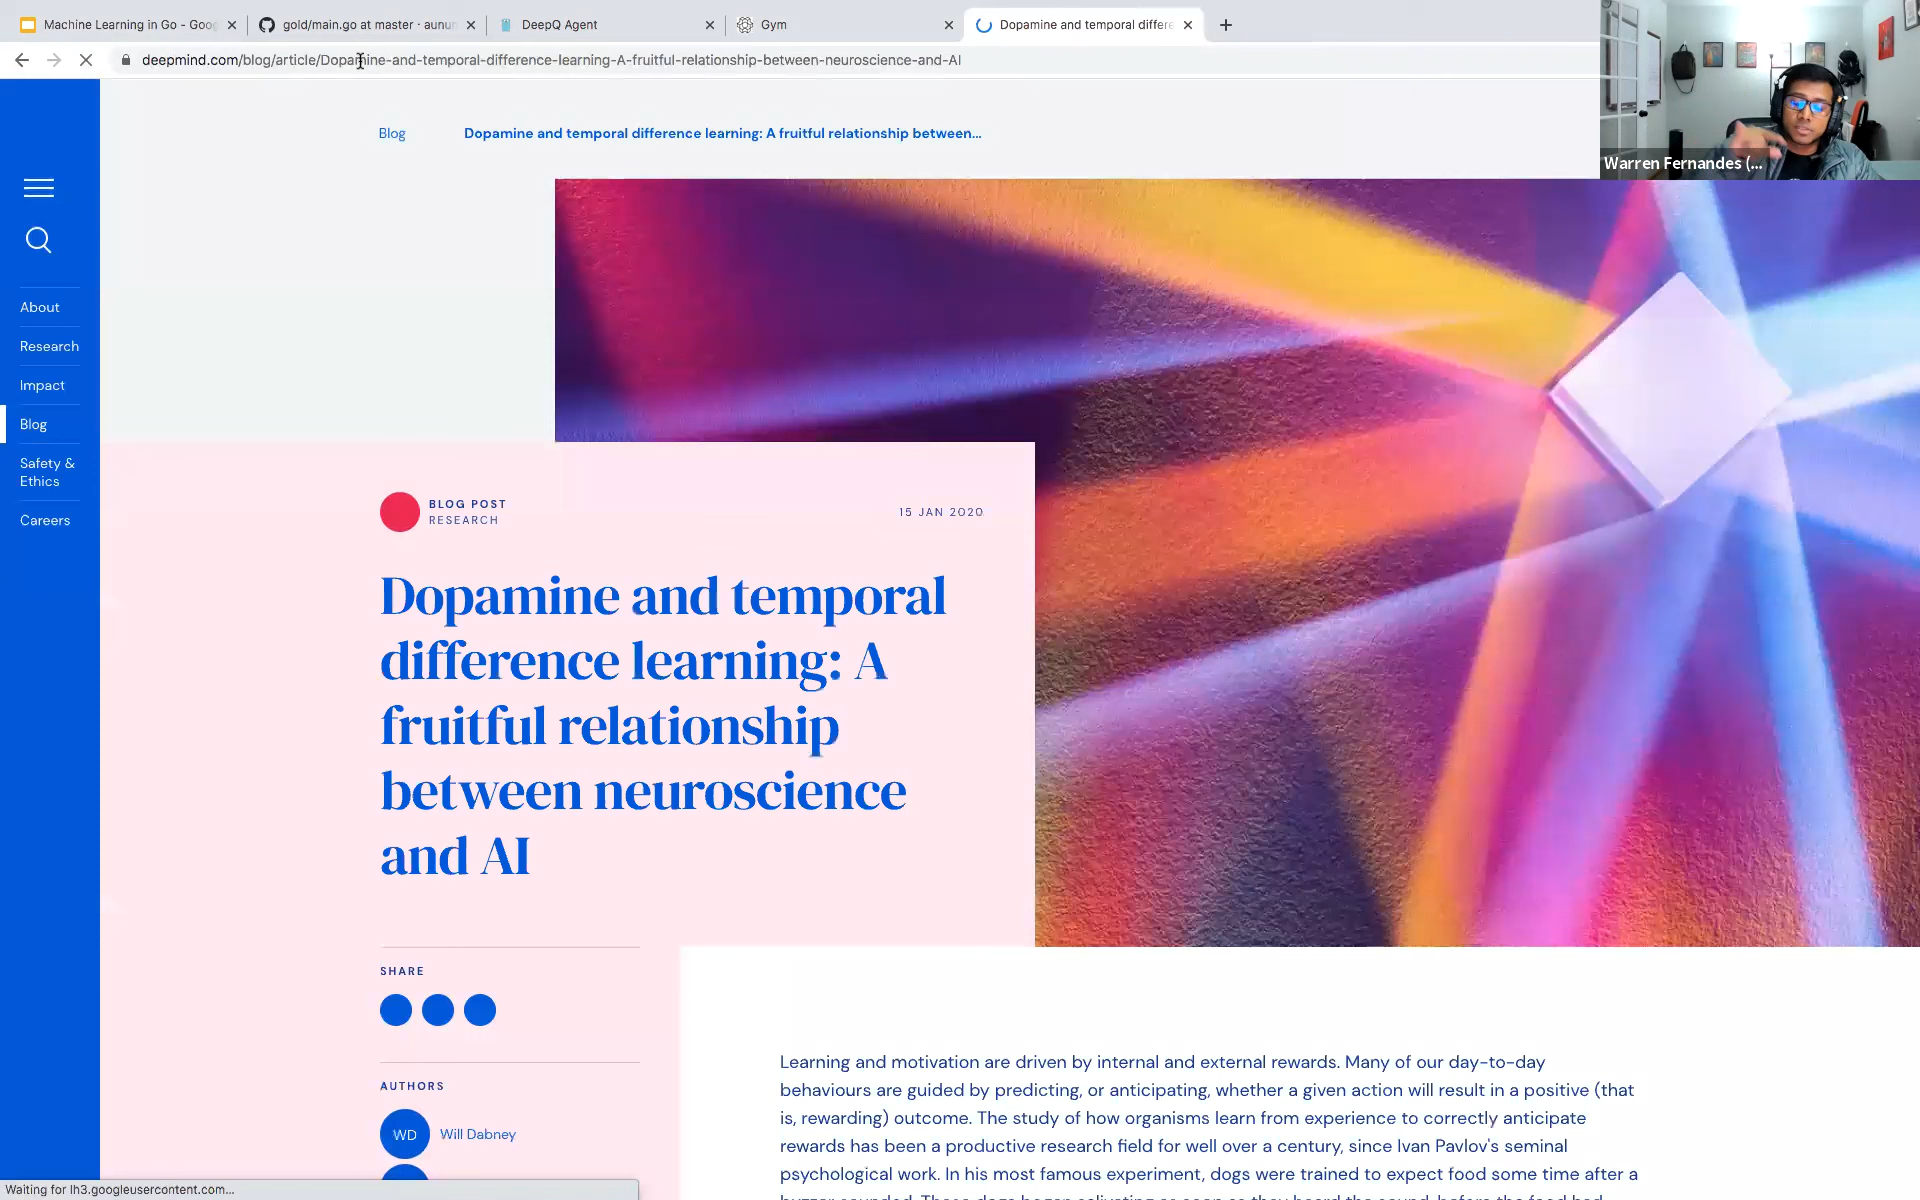 Machine Learning in Go - Goog
gold/main.go at master · aunum
DeepQ Agent
Gym
Dopamine and temporal differe
deepmind.com/blog/article/Dopamine-and-temporal-difference-learning-A-fruitful-relationship-between-neuroscience-and-AI
Warren Fernandes (...
Blog
Dopamine and temporal difference learning: A fruitful relationship between...
About
Research
Impact
Blog
Safety &
Ethics
Careers
BLOG POST
RESEARCH
15 JAN 2020
Dopamine and temporal
difference learning: A
fruitful relationship
between neuroscience
and AI
SHARE
AUTHORS
WD
Will Dabney
Learning and motivation are driven by internal and external rewards. Many of our day-to-day
behaviours are guided by predicting, or anticipating, whether a given action will result in a positive (that
is, rewarding) outcome. The study of how organisms learn from experience to correctly anticipate
rewards has been a productive research field for well over a century, since Ivan Pavlov's seminal
psychological work. In his most famous experiment, dogs were trained to expect food some time after a
Waiting for lh3.googleusercontent.com...